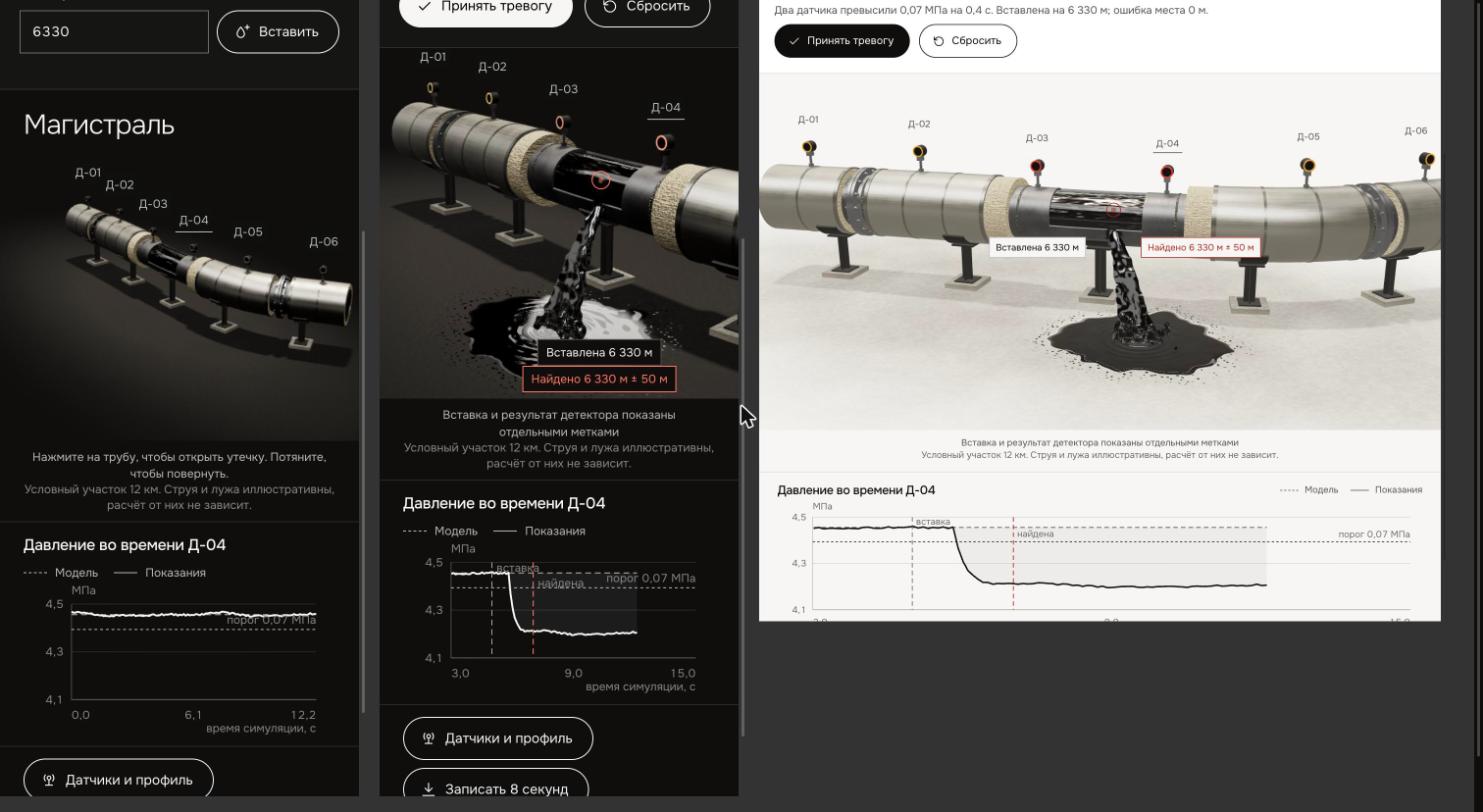 6330
Вставить
Магистраль
Д-01
Д-02
Д-03
Д-04
Д-05
Д-06
Нажмите на трубу, чтобы открыть утечку. Потяните,
чтобы повернуть.
Условный участок 12 км. Струя и лужа иллюстративны,
расчёт от них не зависит.
Давление во времени Д-04
Модель
Показания
МПа
4,5
порог 0,07 МПа
4,3
4,1
0,0
6,1
12,2
время симуляции, с
Датчики и профиль
Принять тревогу
Сбросить
Д-01
Д-02
Д-03
Д-04
Вставлена 6 330 м
Найдено 6 330 м ± 50 м
Вставка и результат детектора показаны
отдельными метками
Условный участок 12 км. Струя и лужа иллюстративны,
расчёт от них не зависит.
Давление во времени Д-04
Модель
Показания
МПа
4,5
вставка
порог 0,07 МПа
найдена
4,3
4,1
3,0
9,0
15,0
время симуляции, с
Датчики и профиль
Записать 8 секунд
Два датчика превысили 0,07 МПа на 0,4 с. Вставлена на 6 330 м; ошибка места 0 м.
Принять тревогу
Сбросить
Д-01
Д-02
Д-03
Д-04
Д-05
Д-06
Вставлена 6 330 м
Найдено 6 330 м ± 50 м
Вставка и результат детектора показаны отдельными метками
Условный участок 12 км. Струя и лужа иллюстративны, расчёт от них не зависит.
Давление во времени Д-04
Модель
Показания
МПа
4,5
вставка
найдена
порог 0,07 МПа
4,3
4,1